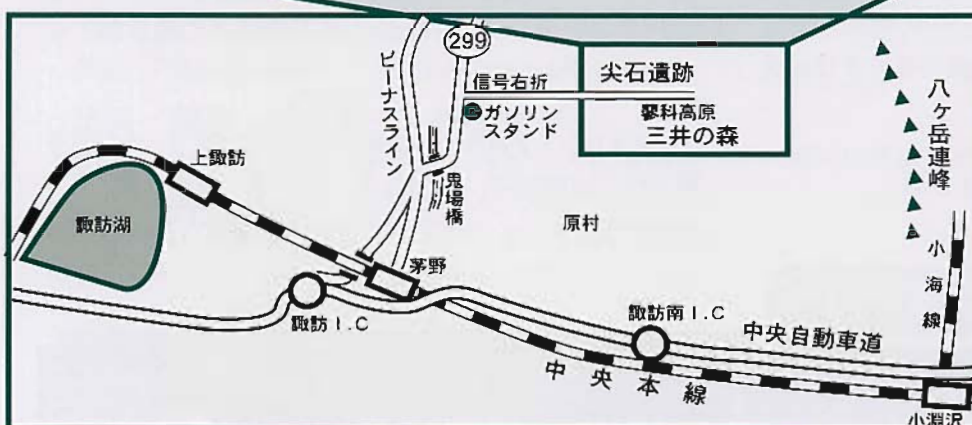 299
ビーナスライン
信号右折
ガソリン
スタンド
尖石遺跡
蓼科高原
三井の森
八ヶ岳連峰
上諏訪
諏訪湖
鬼場橋
原村
小海線
茅野
諏訪I.C
諏訪南I.C
中央自動車道
中央本線
小淵沢